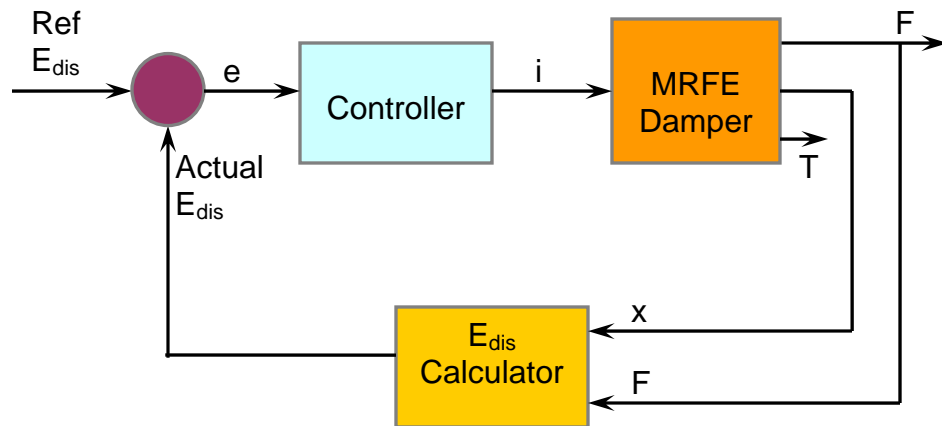 Ref
E_dis
e
Controller
i
MRFE
Damper
F
T
Actual
E_dis
x
E_dis
Calculator
F